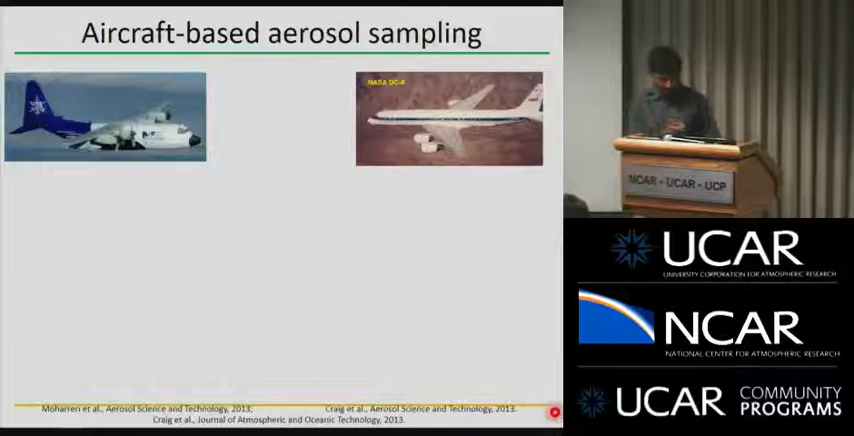 Aircraft-based aerosol sampling
NASA DC-8
Moharreri et al., Aerosol Science and Technology, 2013;
Craig et al., Aerosol Science and Technology, 2013.
Craig et al., Journal of Atmospheric and Oceanic Technology, 2013.
NCAR - UCAR - UCP
UCAR
UNIVERSITY CORPORATION FOR ATMOSPHERIC RESEARCH
NCAR
NATIONAL CENTER FOR ATMOSPHERIC RESEARCH
UCAR COMMUNITY
PROGRAMS